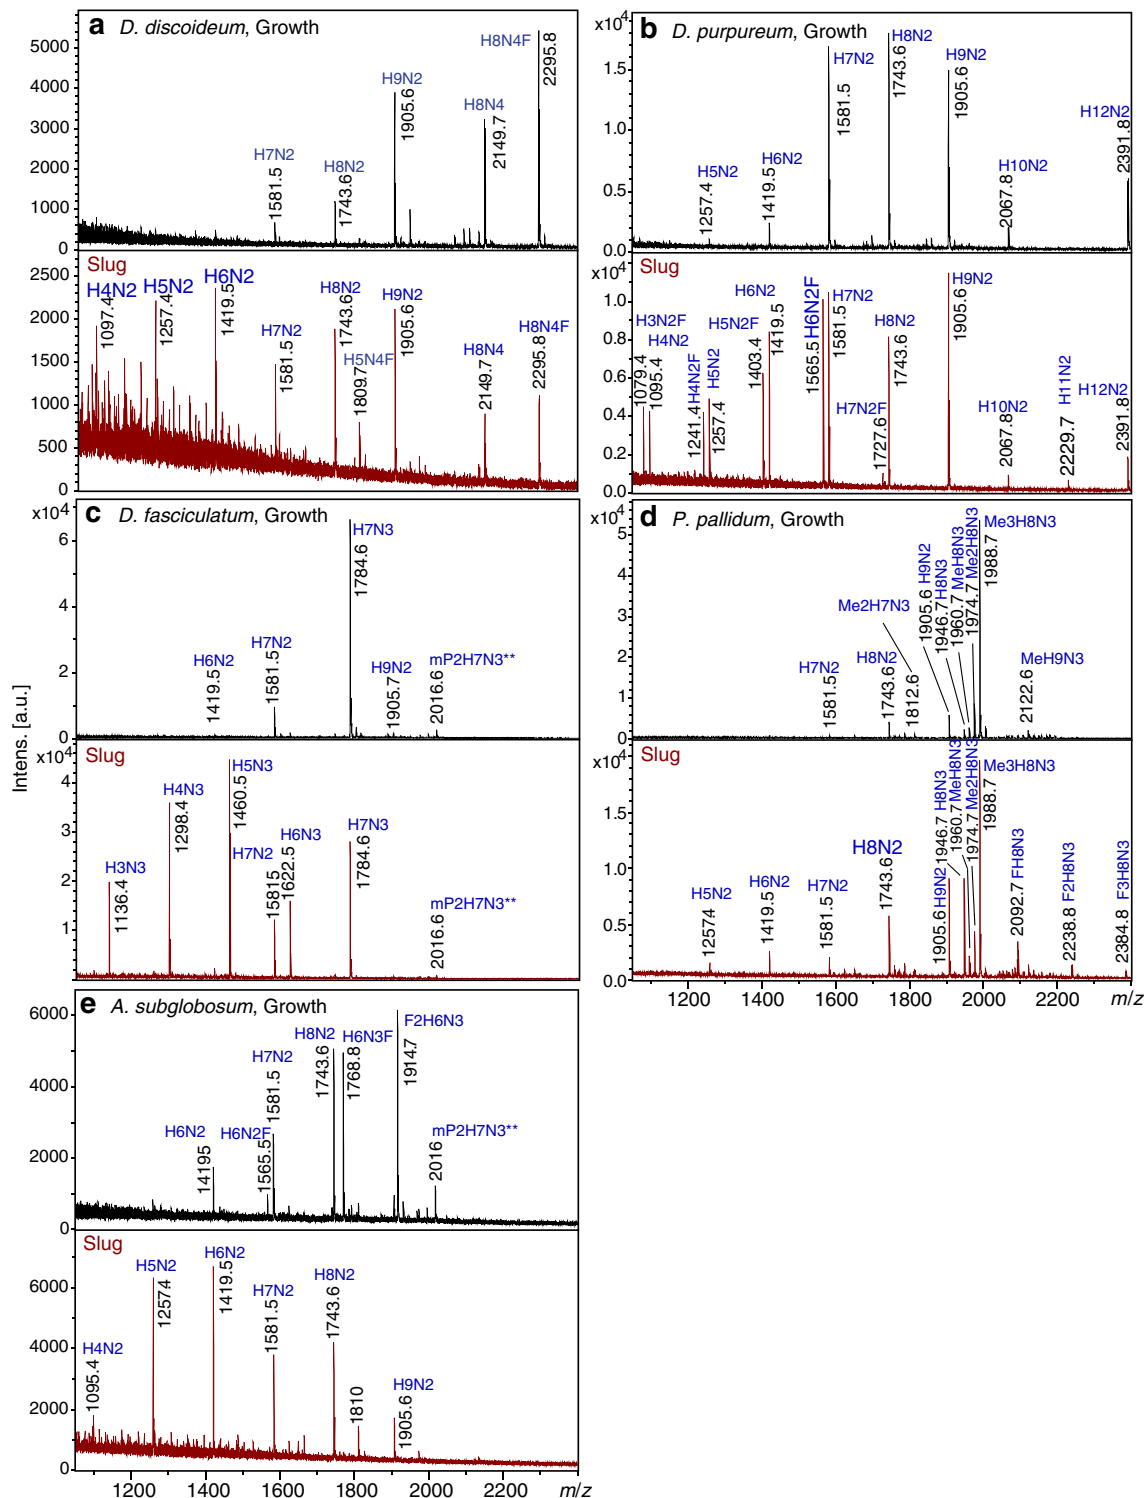 a D. discoideum, Growth
5000
4000
3000
2000
1000
0
H7N2
1581.5
H8N2
1743.6
H9N2
1905.6
H8N4
2149.7
H8N4F
2295.8
Slug
2500
2000
1500
1000
500
0
H4N2
1097.4
H5N2
1257.4
H6N2
1419.5
H7N2
1581.5
H8N2
1743.6
H5N4F
1809.7
H9N2
1905.6
H8N4
2149.7
H8N4F
2295.8
b D. purpureum, Growth
x10⁴
1.5
1.0
0.5
0.0
H5N2
1257.4
H6N2
1419.5
H7N2
1581.5
H8N2
1743.6
H9N2
1905.6
H10N2
2067.8
H12N2
2391.8
Slug
x10⁴
1.0
0.8
0.6
0.4
0.2
0.0
H3N2F
1079.4
H4N2
1095.4
1241.4 H4N2F
1257.4 H5N2
H5N2F
1403.4
H6N2
1419.5
1565.5 H6N2F
H7N2
1581.5
H7N2F
1727.6
H8N2
1743.6
H9N2
1905.6
H10N2
2067.8
2229.7 H11N2
H12N2
2391.8
c D. fasciculatum, Growth
x10⁴
6
4
2
0
H6N2
1419.5
H7N2
1581.5
H7N3
1784.6
H9N2
1905.7
mP2H7N3**
2016.6
Slug
x10⁴
4
3
2
1
H3N3
1136.4
H4N3
1298.4
H5N3
1460.5
H7N2
15815
H6N3
1622.5
H7N3
1784.6
mP2H7N3**
2016.6
Intens. [a.u.]
d P. pallidum, Growth
x10⁴
5
4
3
2
1
0
H7N2
1581.5
H8N2
1743.6
Me2H7N3
1812.6
1905.6 H9N2
1946.7 H8N3
1960.7 MeH8N3
1974.7 Me2H8N3
Me3H8N3
1988.7
MeH9N3
2122.6
Slug
x10⁴
1.5
1.0
0.5
0.0
H5N2
12574
H6N2
1419.5
H7N2
1581.5
H8N2
1743.6
1905.6 H9N2
1946.7 H8N3
1960.7 MeH8N3
1974.7 Me2H8N3
Me3H8N3
1988.7
2092.7 FH8N3
2238.8 F2H8N3
2384.8 F3H8N3
1200 1400 1600 1800 2000 2200 m/z
e A. subglobosum, Growth
6000
4000
2000
0
H6N2
14195
H6N2F
1565.5
H7N2
1581.5
H8N2
1743.6
H6N3F
1768.8
F2H6N3
1914.7
mP2H7N3**
2016
Slug
6000
4000
2000
0
H4N2
1095.4
H5N2
12574
H6N2
1419.5
H7N2
1581.5
H8N2
1743.6
1810
H9N2
1905.6
1200 1400 1600 1800 2000 2200 m/z